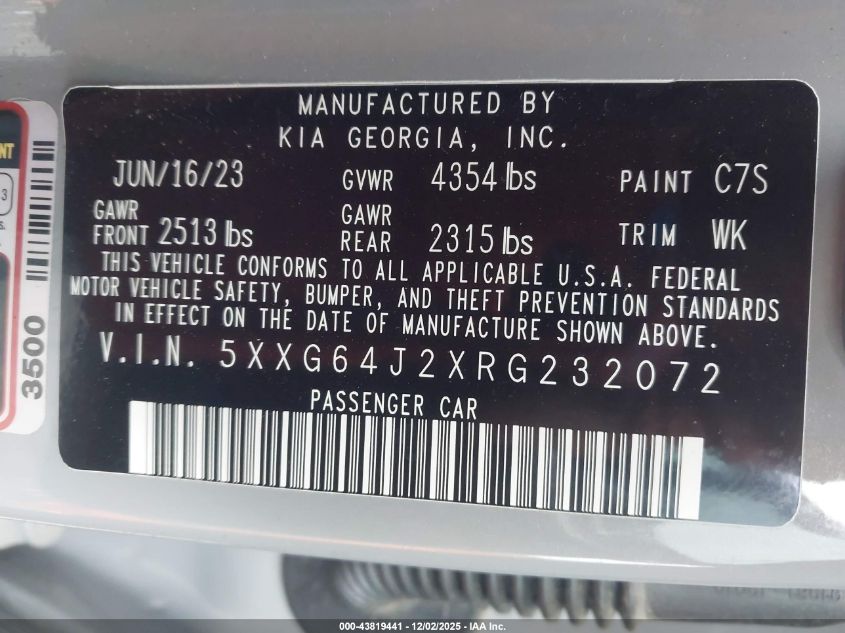 MANUFACTURED BY
KIA GEORGIA, INC.
JUN/16/23 GVWR 4354 lbs PAINT C7S
GAWR FRONT 2513 lbs GAWR REAR 2315 lbs TRIM WK
THIS VEHICLE CONFORMS TO ALL APPLICABLE U.S.A. FEDERAL
MOTOR VEHICLE SAFETY, BUMPER, AND THEFT PREVENTION STANDARDS
IN EFFECT ON THE DATE OF MANUFACTURE SHOWN ABOVE.
V.I.N. 5XXG64J2XRG232072
PASSENGER CAR
3500
NT
3
000-43819441 - 12/02/2025 - IAA Inc.